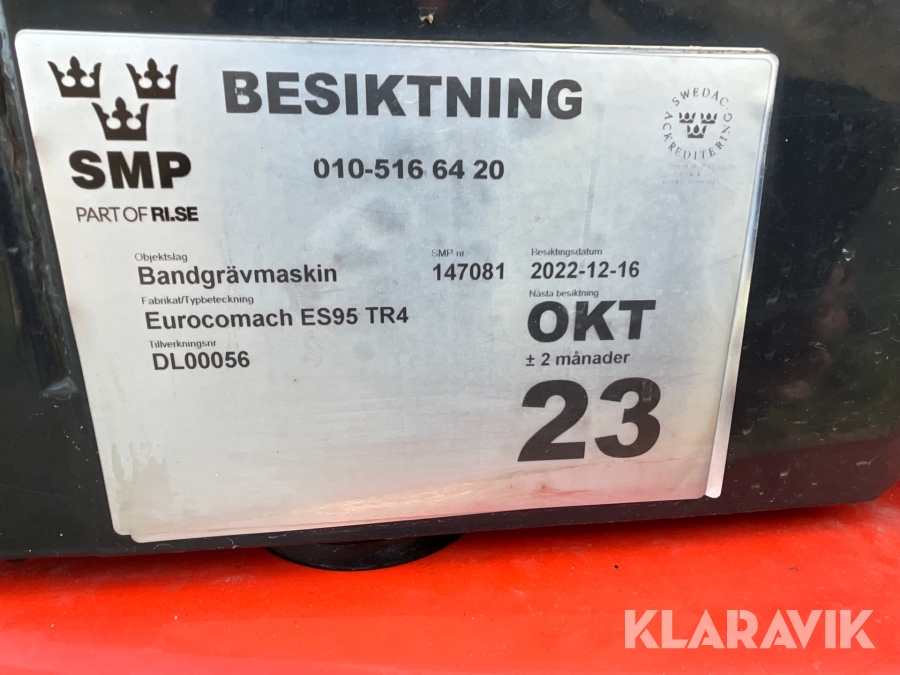 BESIKTNING
SWEDAC
ACKREDITERING
SMP
010-516 64 20
PART OF RI.SE
Objektslag
Bandgrävmaskin
SMP nr
147081
Besiktingsdatum
2022-12-16
Fabrikat/Typbeteckning
Eurocomach ES95 TR4
Nästa besiktning
OKT
± 2 månader
23
Tillverkningsnr
DL00056
KLARAVIK